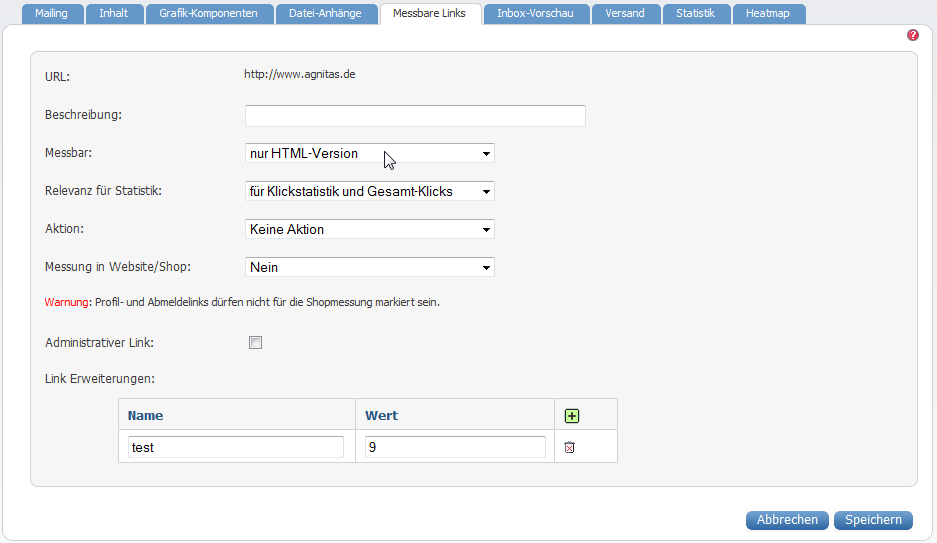 Mailing Inhalt Grafik-Komponenten Datei-Anhänge Messbare Links Inbox-Vorschau Versand Statistik Heatmap
?
URL: http://www.agnitas.de
Beschreibung:
Messbar: nur HTML-Version
Relevanz für Statistik: für Klickstatistik und Gesamt-Klicks
Aktion: Keine Aktion
Messung in Website/Shop: Nein
Warnung: Profil- und Abmeldelinks dürfen nicht für die Shopmessung markiert sein.
Administrativer Link:
Link Erweiterungen:
Name Wert
test 9
Abbrechen Speichern